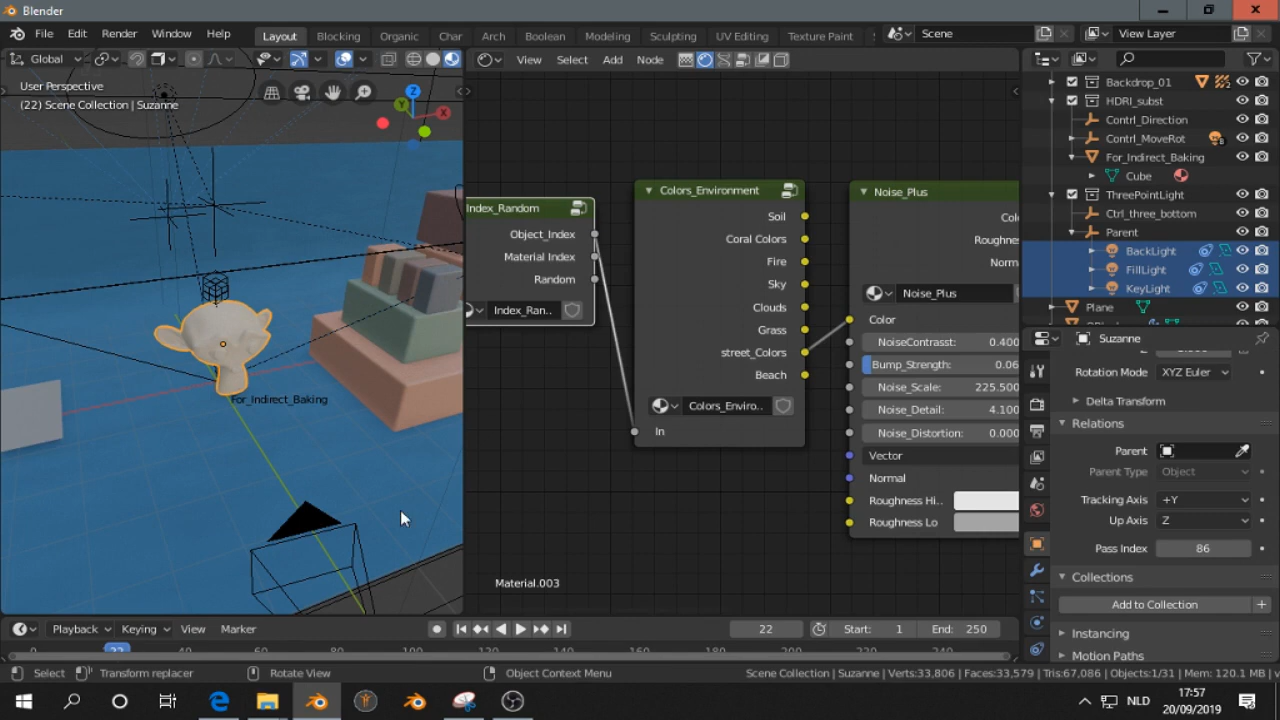 Blender
File Edit Render Window Help Layout Blocking Organic Char Arch Boolean Modeling Sculpting UV Editing Texture Paint Scene View Layer
Global View Select Add Node
User Perspective
(22) Scene Collection | Suzanne
For_Indirect_Baking
Index_Random
Object_Index
Material Index
Random
Index_Ran..
Colors_Environment
Soil
Coral Colors
Fire
Sky
Clouds
Grass
street_Colors
Beach
Colors_Enviro..
In
Noise_Plus
Colo
Roughne
Norm
Noise_Plus
Color
NoiseContrasst: 0.400
Bump_Strength: 0.06
Noise_Scale: 225.500
Noise_Detail: 4.100
Noise_Distortion: 0.000
Vector
Normal
Roughness Hi..
Roughness Lo
Material.003
Backdrop_01
HDRI_subst
Contrl_Direction
Contrl_MoveRot
For_Indirect_Baking
Cube
ThreePointLight
Ctrl_three_bottom
Parent
BackLight
FillLight
KeyLight
Plane
Suzanne
Rotation Mode XYZ Euler
Delta Transform
Relations
Parent
Parent Type Object
Tracking Axis +Y
Up Axis Z
Pass Index 86
Collections
Add to Collection
Instancing
Motion Paths
Playback Keying View Marker 22 Start: 1 End: 250
Select Transform replacer Rotate View Object Context Menu Scene Collection | Suzanne | Verts:33,806 | Faces:33,579 | Tris:67,086 | Objects:1/31 | Mem: 120.1 MB | v
NLD
17:57
20/09/2019